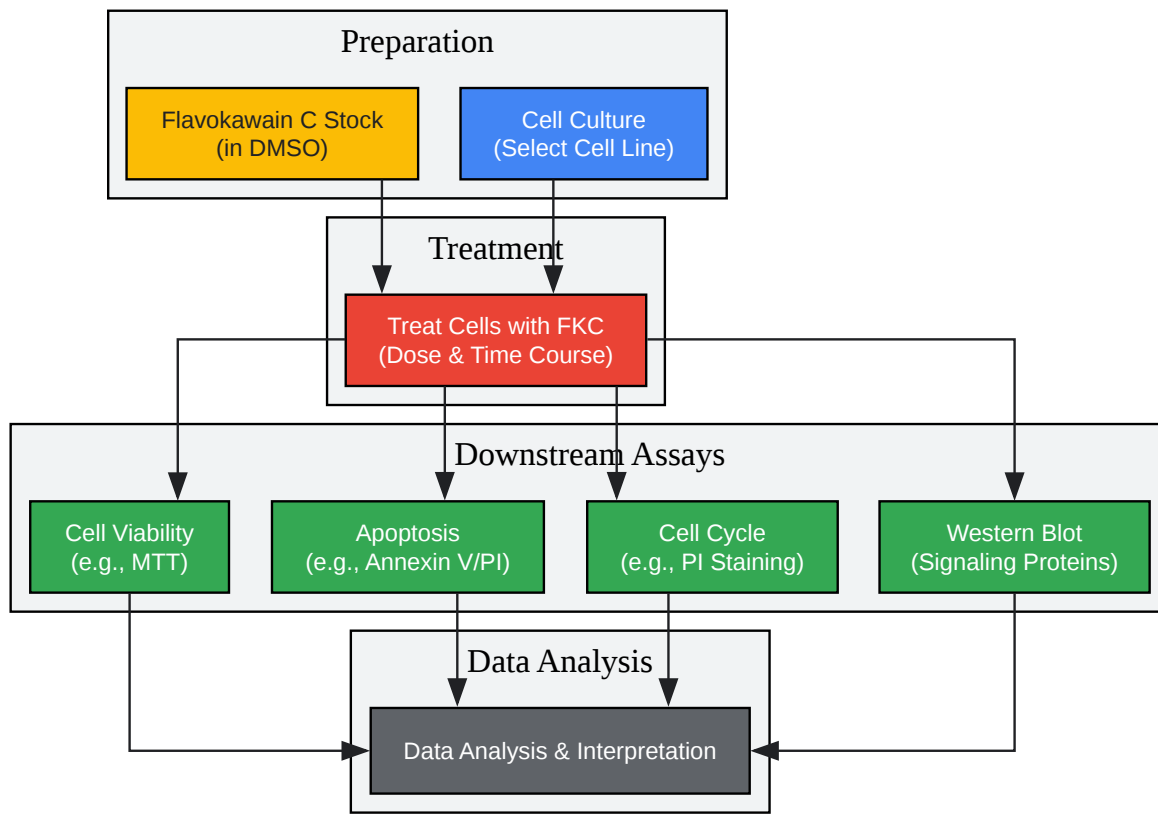 Preparation
Flavokawain C Stock
(in DMSO)
Cell Culture
(Select Cell Line)
Treatment
Treat Cells with FKC
(Dose & Time Course)
Downstream Assays
Cell Viability
(e.g., MTT)
Apoptosis
(e.g., Annexin V/PI)
Cell Cycle
(e.g., PI Staining)
Western Blot
(Signaling Proteins)
Data Analysis
Data Analysis & Interpretation